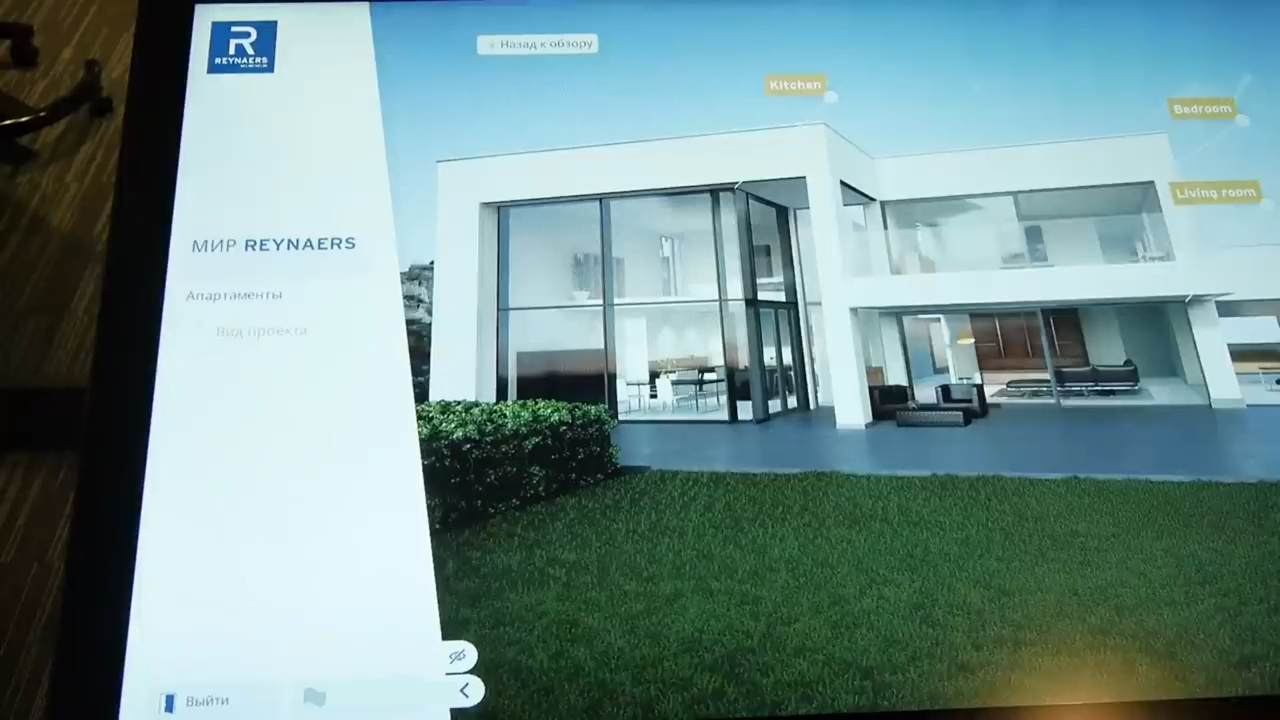 REYNAERS
« Назад к обзору
Kitchen
Bedroom
Living room
МИР REYNAERS
Апартаменты
Вид проекта
Выйти